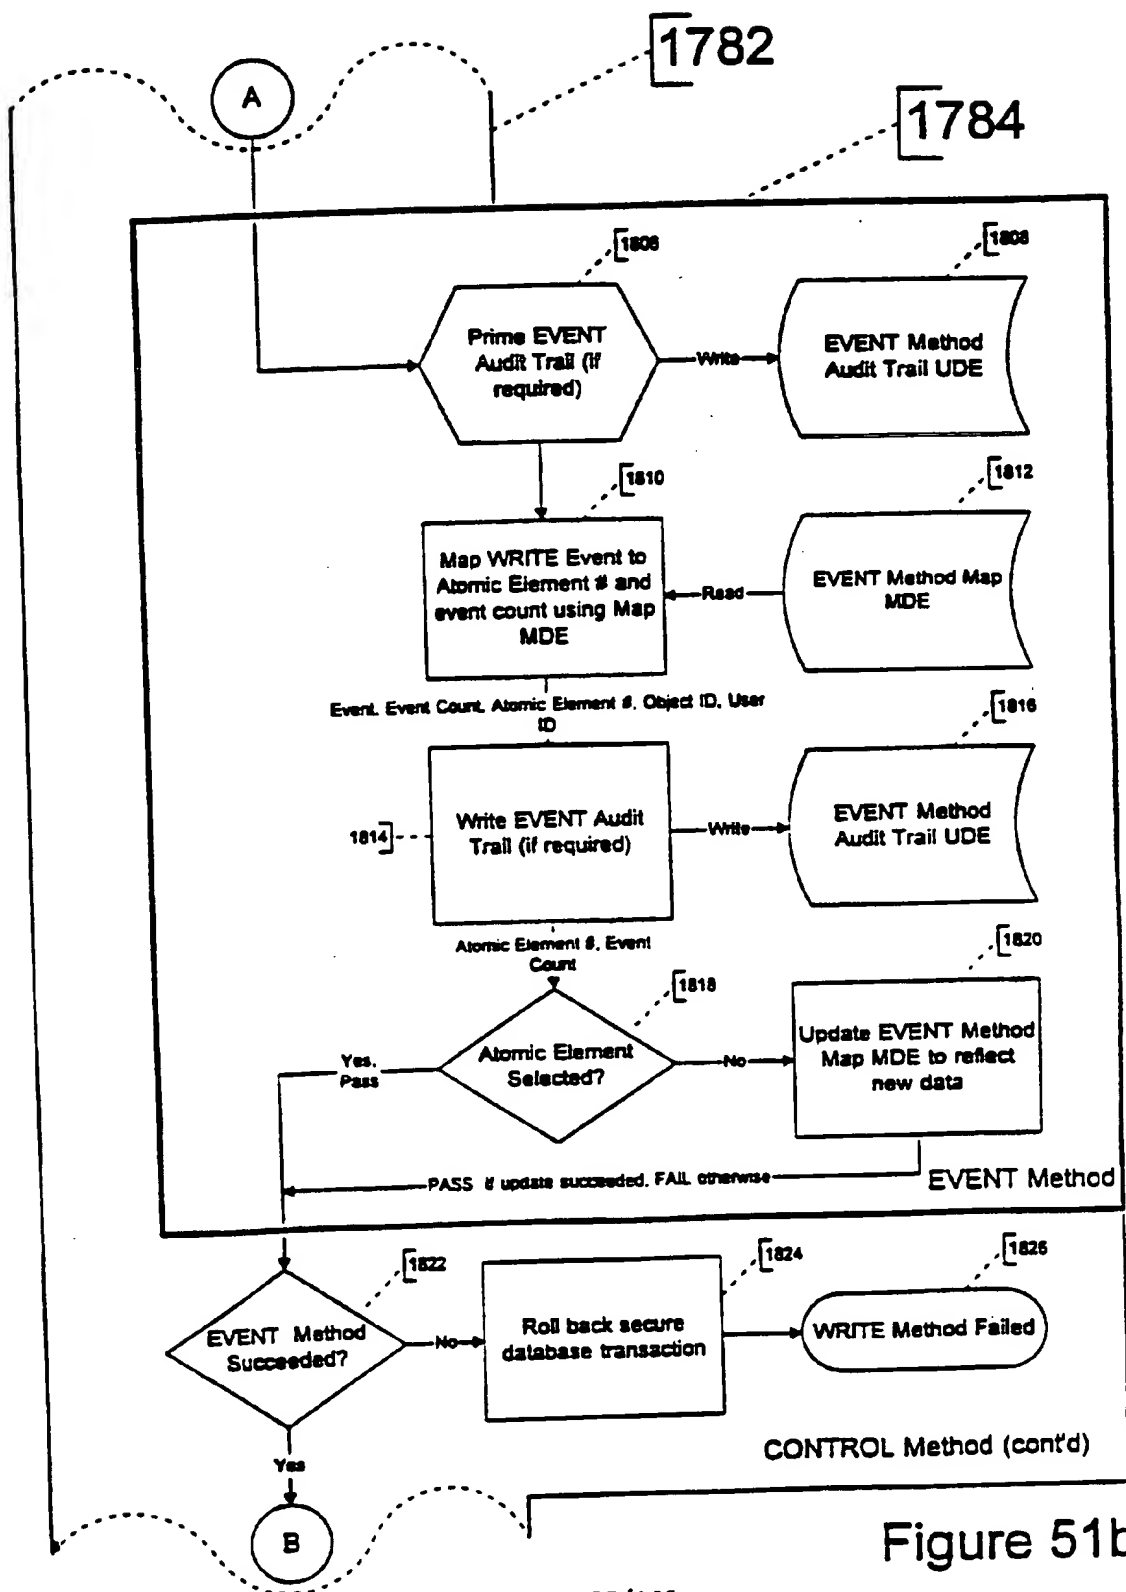 1782
A
1784
1806
1808
Prime EVENT
Audit Trail (if
required)
Write
EVENT Method
Audit Trail UDE
1810
1812
Map WRITE Event to
Atomic Element # and
event count using Map
MDE
Read
EVENT Method Map
MDE
Event, Event Count, Atomic Element #, Object ID, User
ID
1816
1814
Write EVENT Audit
Trail (if required)
Write
EVENT Method
Audit Trail UDE
Atomic Element #, Event
Count
1818
1820
Atomic Element
Selected?
Yes,
Pass
No
Update EVENT Method
Map MDE to reflect
new data
PASS if update succeeded, FAIL otherwise
EVENT Method
1822
1824
1826
EVENT Method
Succeeded?
No
Roll back secure
database transaction
WRITE Method Failed
Yes
CONTROL Method (cont'd)
B
Figure 51b